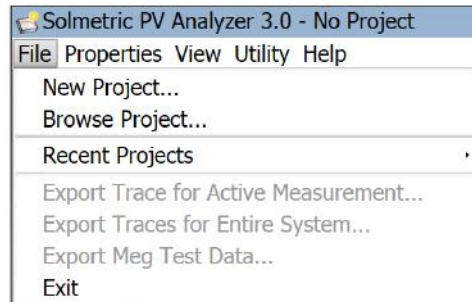 Solmetric PV Analyzer 3.0 - No Project
File Properties View Utility Help
New Project...
Browse Project...
Recent Projects
Export Trace for Active Measurement...
Export Traces for Entire System...
Export Meg Test Data...
Exit